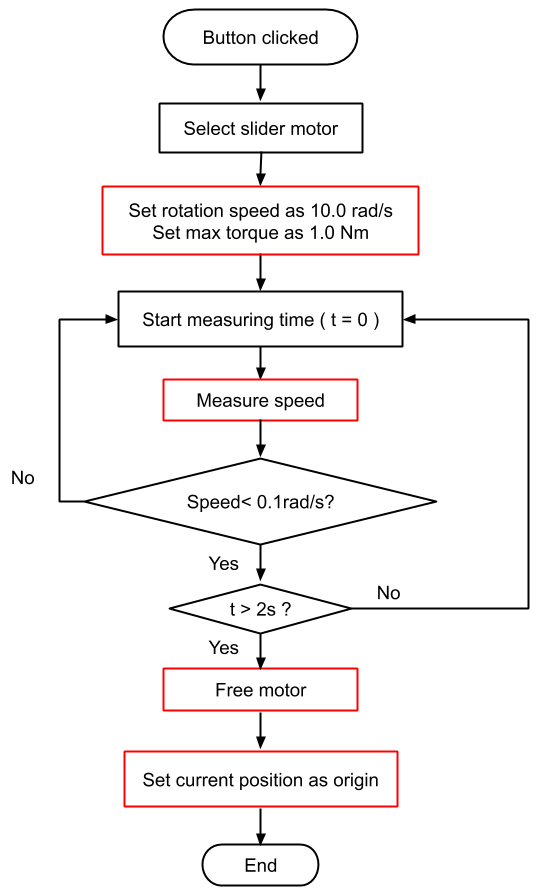 Button clicked
Select slider motor
Set rotation speed as 10.0 rad/s
Set max torque as 1.0 Nm
Start measuring time ( t = 0 )
Measure speed
No
Speed< 0.1rad/s?
Yes
No
t > 2s ?
Yes
Free motor
Set current position as origin
End